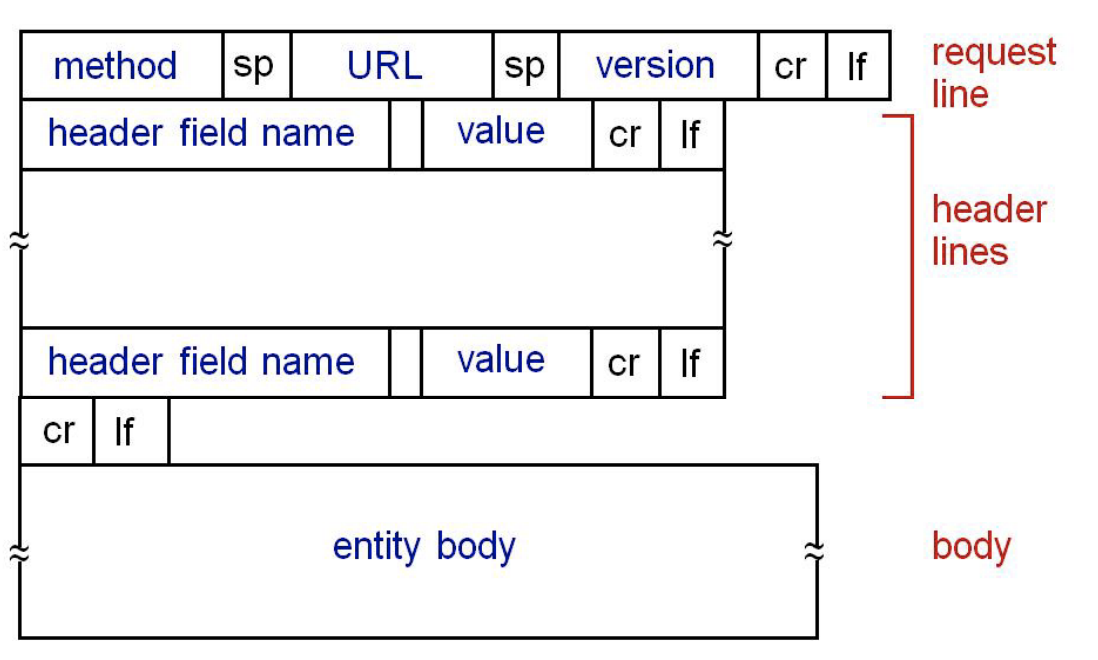 method sp URL sp version cr lf
request
line
header field name value cr lf
header
lines
header field name value cr lf
cr lf
entity body
body